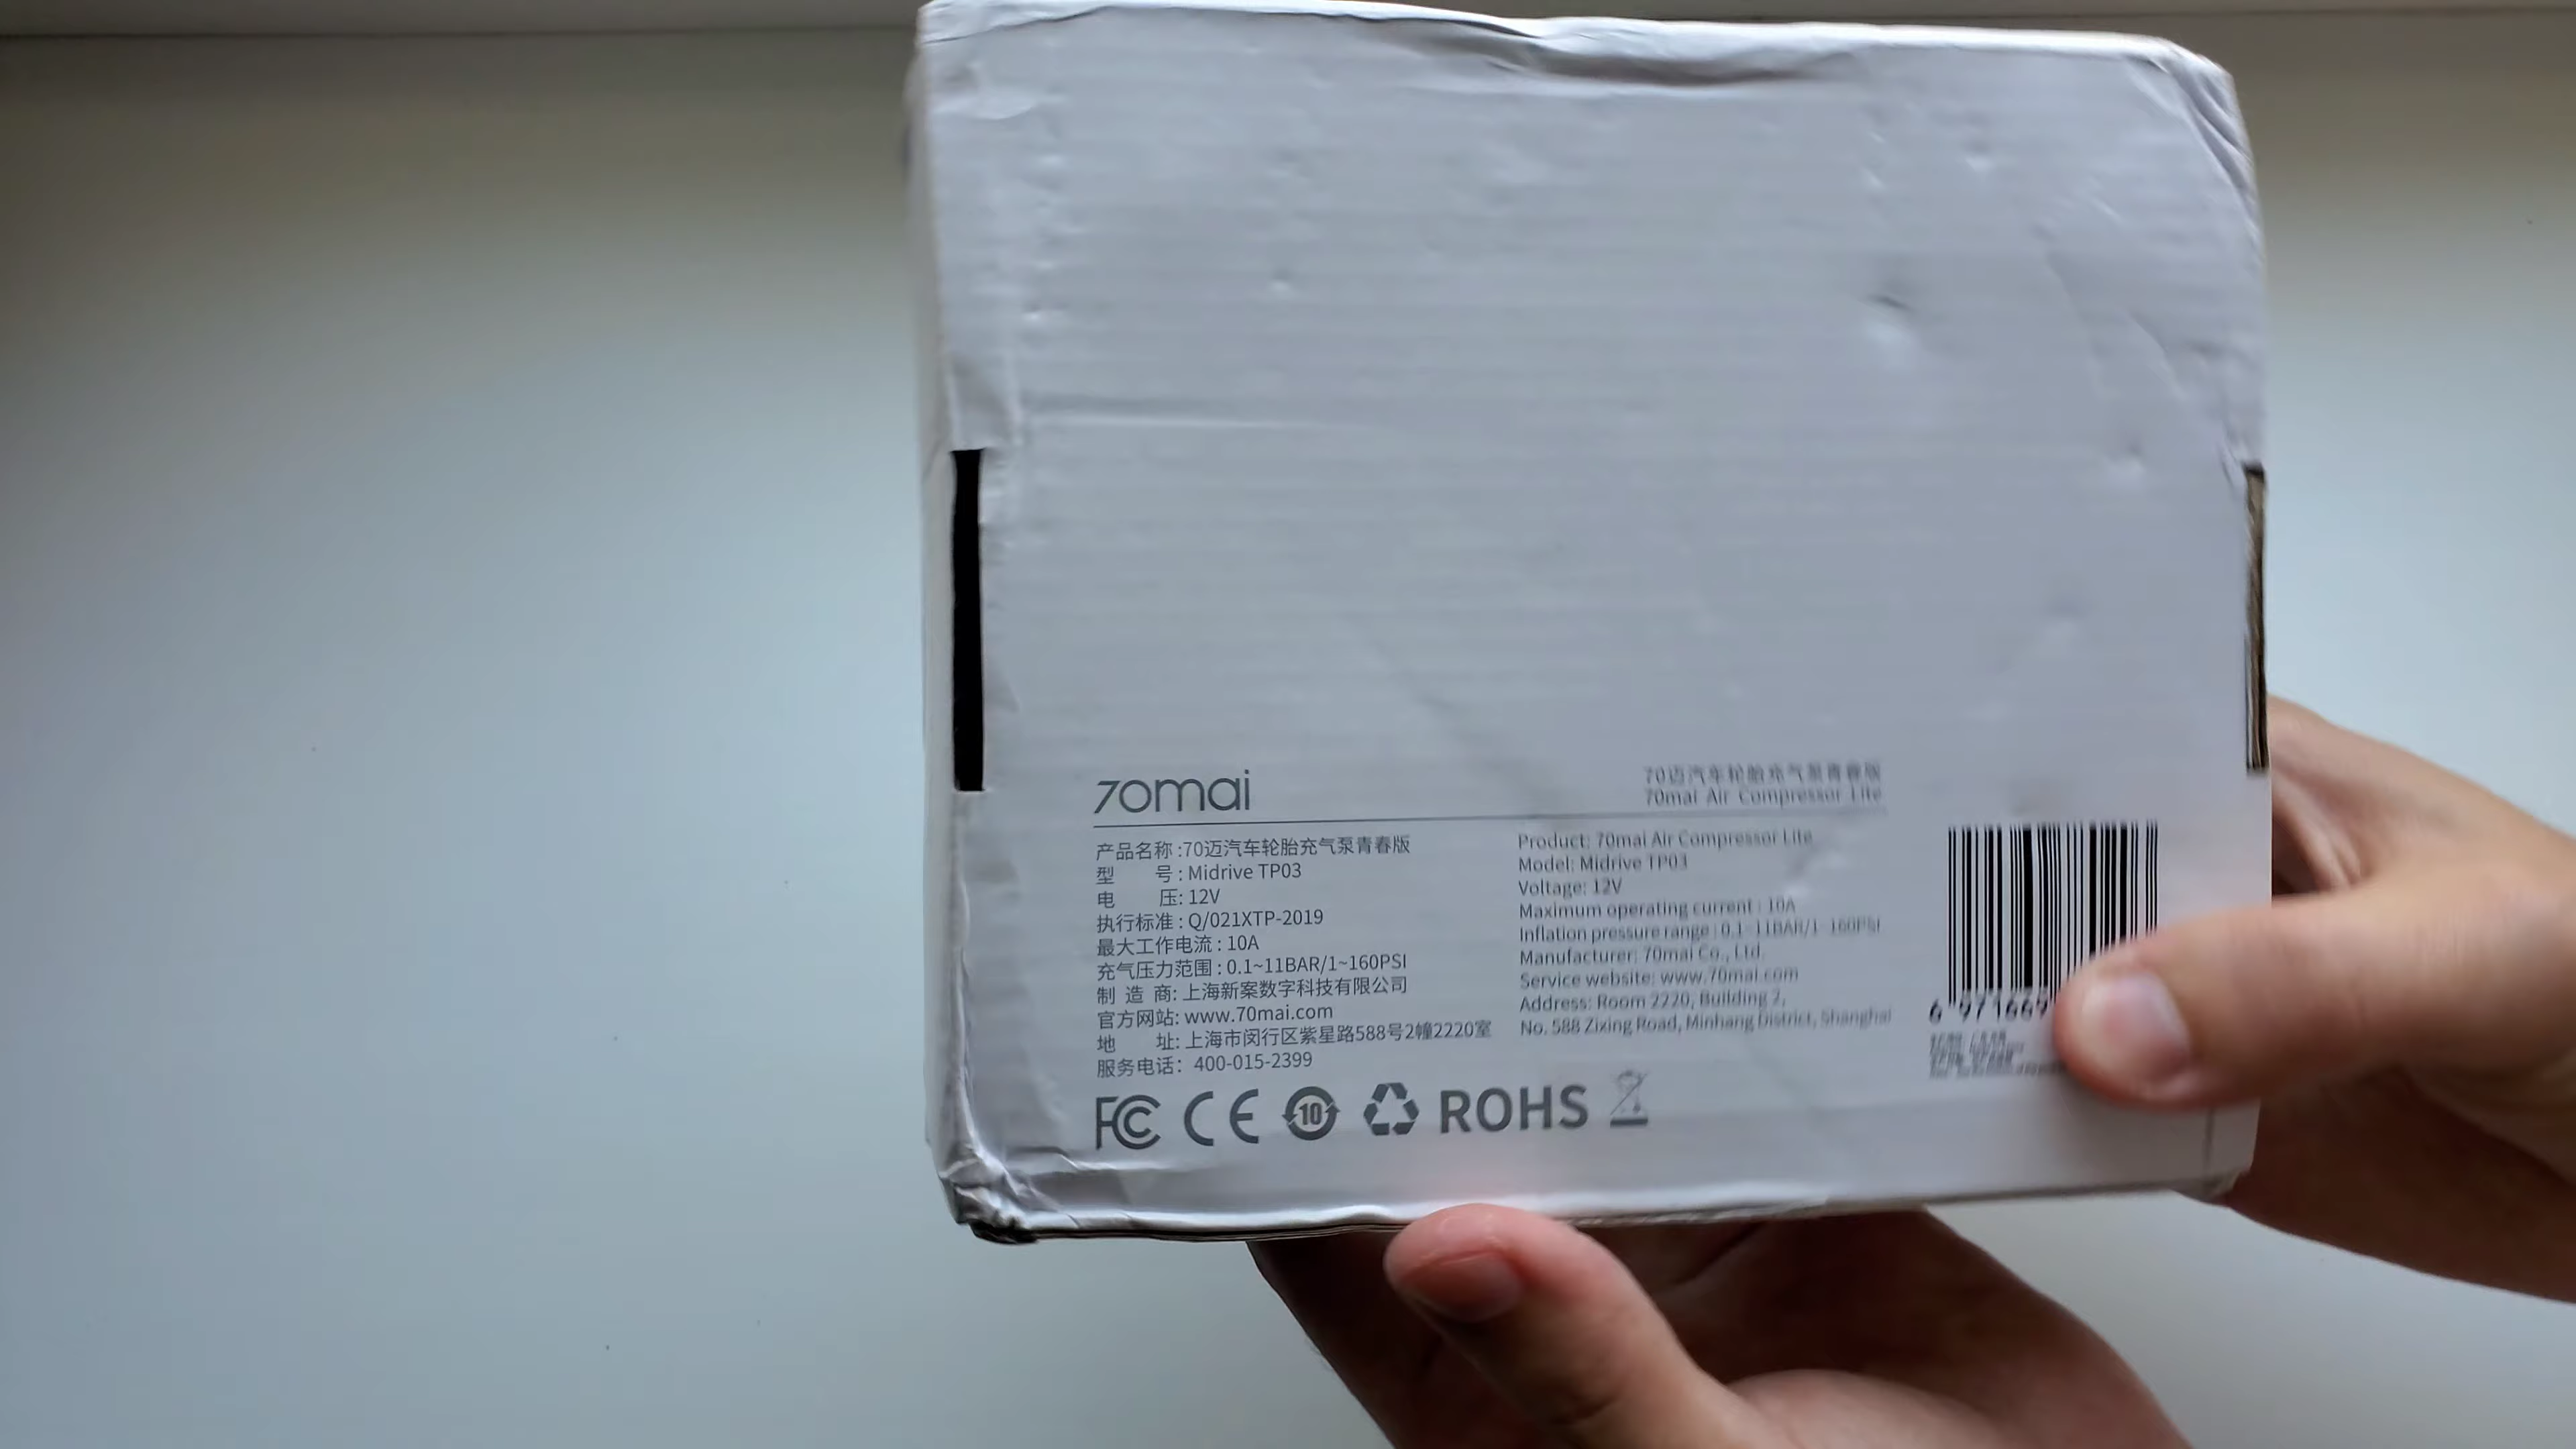 70mai
70迈汽车轮胎充气泵青春版
70mai Air Compressor Lite
产品名称 :70迈汽车轮胎充气泵青春版
型 号 : Midrive TP03
电 压: 12V
执行标准 : Q/021XTP-2019
最大工作电流 : 10A
充气压力范围 : 0.1~11BAR/1~160PSI
制 造 商: 上海新案数字科技有限公司
官方网站: www.70mai.com
地 址: 上海市闵行区紫星路588号2幢2220室
服务电话: 400-015-2399
Product: 70mai Air Compressor Lite
Model: Midrive TP03
Voltage: 12V
Maximum operating current : 10A
Inflation pressure range : 0.1~11BAR/1~160PSI
Manufacturer: 70mai Co., Ltd.
Service website: www.70mai.com
Address: Room 2220, Building 2,
No. 588 Zixing Road, Minhang District, Shanghai
6 971669
FC CE 10 ROHS